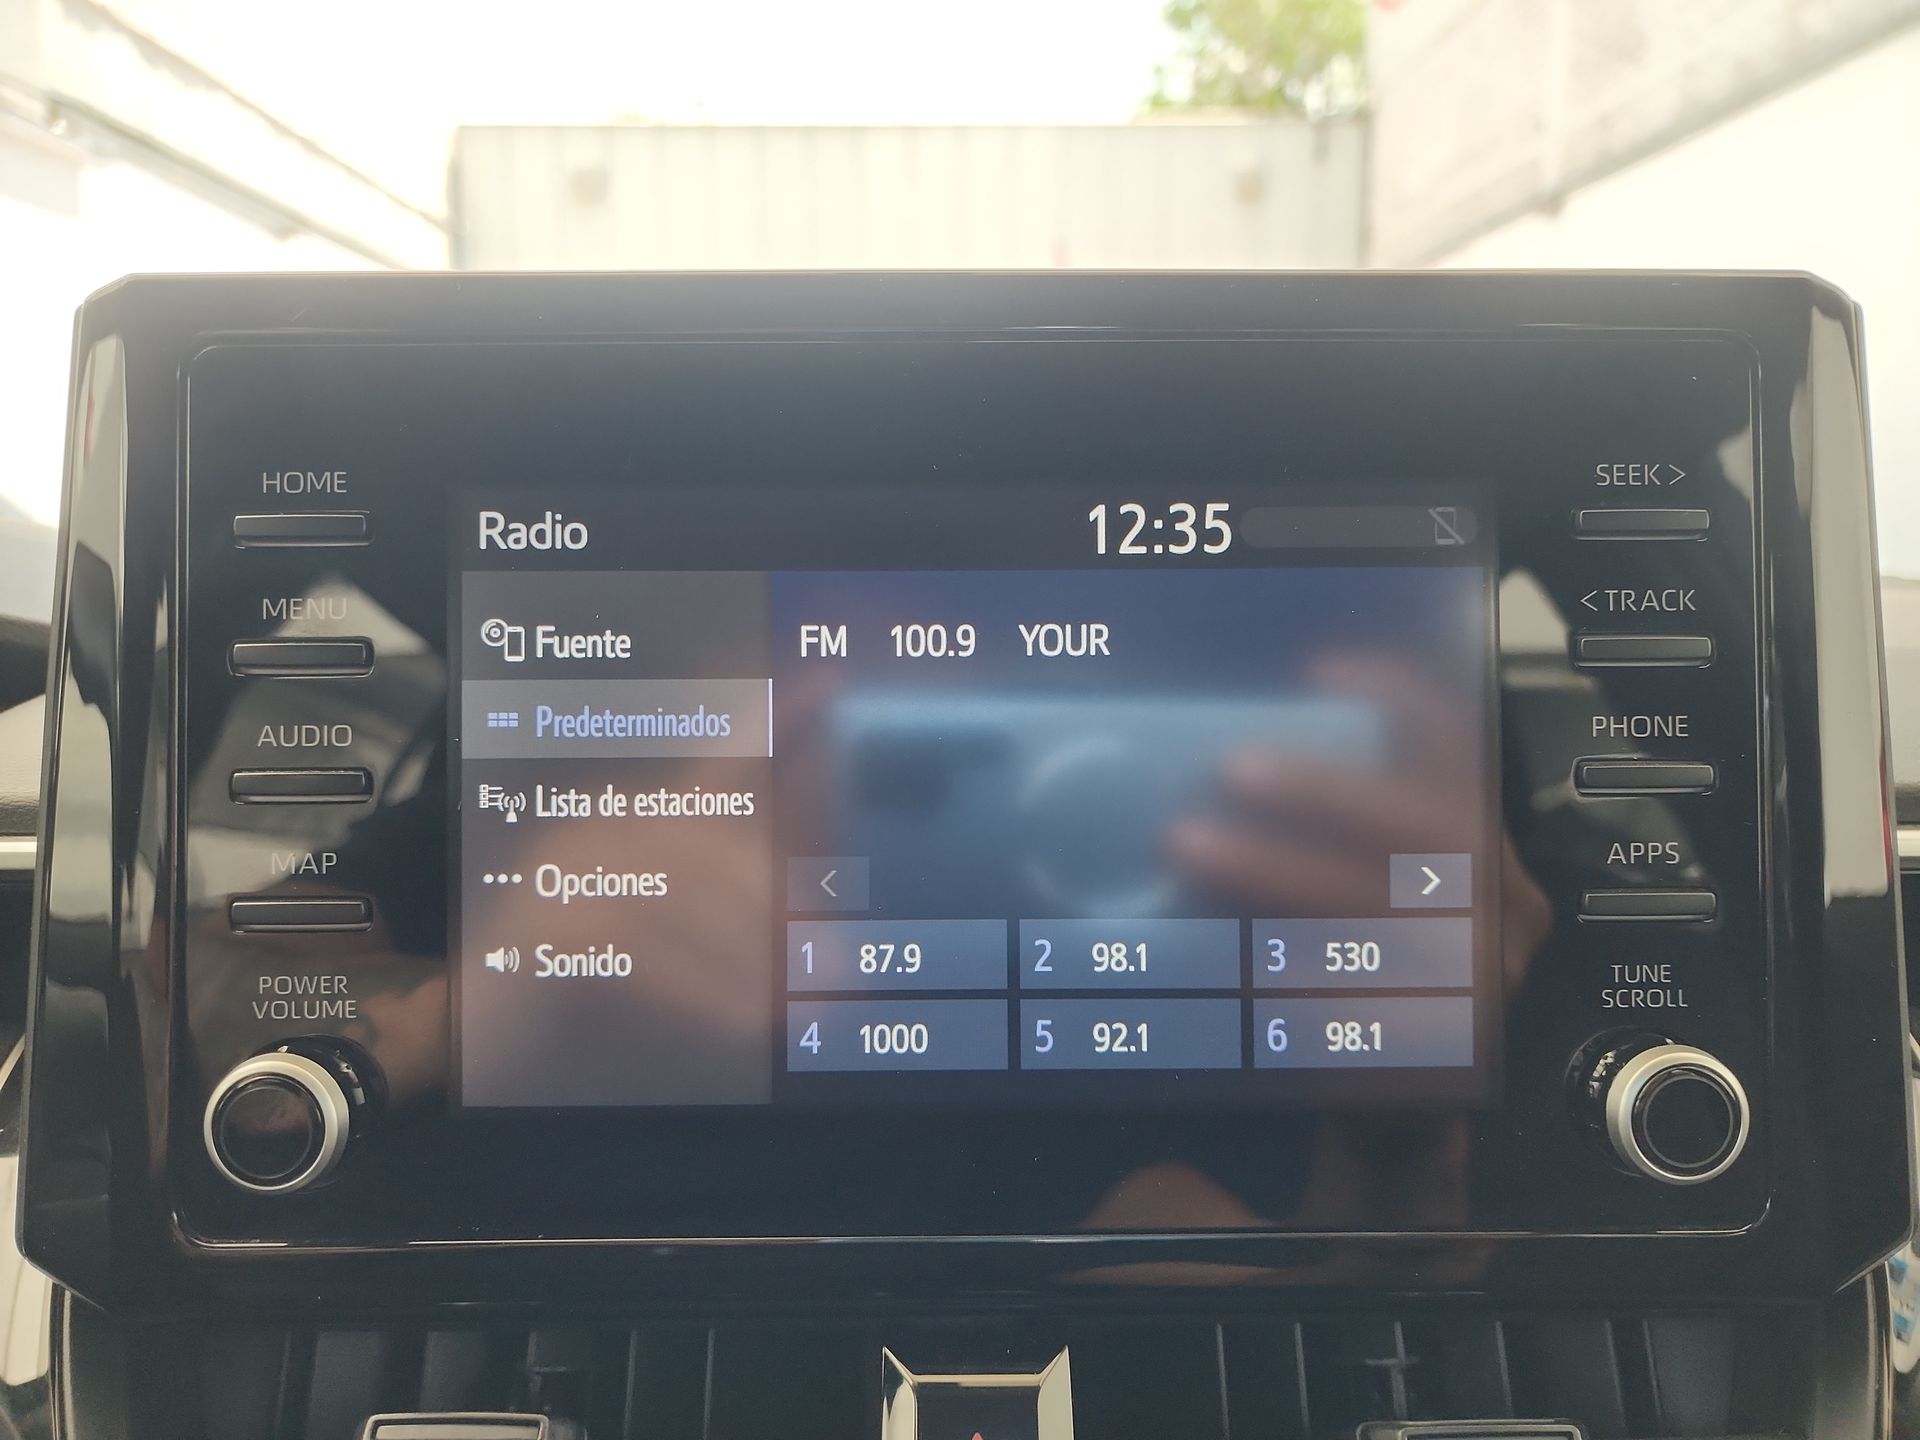 HOME
MENU
AUDIO
MAP
POWER
VOLUME
Radio 12:35
Fuente
Predeterminados
Lista de estaciones
Opciones
Sonido
FM 100.9 YOUR
< >
1 87.9 2 98.1 3 530
4 1000 5 92.1 6 98.1
SEEK >
< TRACK
PHONE
APPS
TUNE
SCROLL